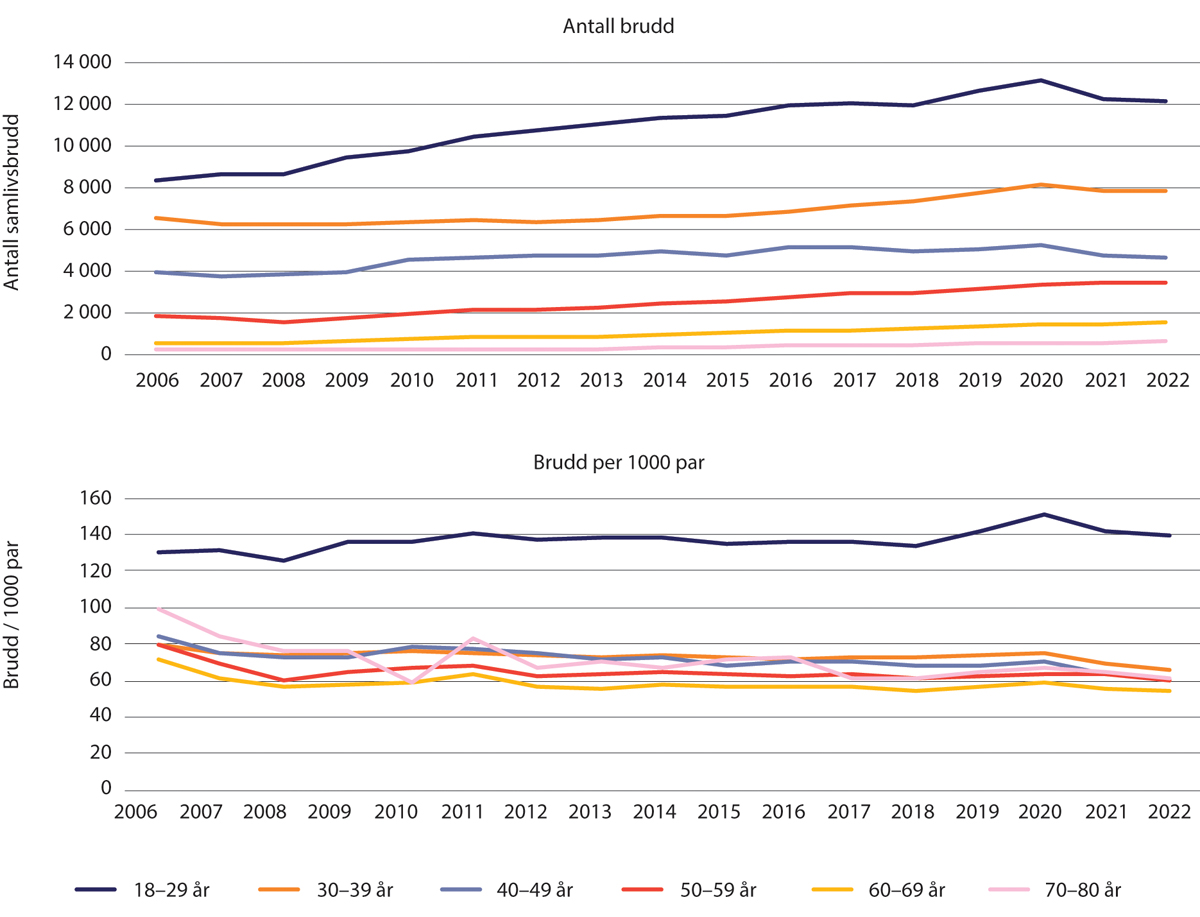 Antall brudd
Antall samlivsbrudd
14 000
12 000
10 000
8 000
6 000
4 000
2 000
0
2006 2007 2008 2009 2010 2011 2012 2013 2014 2015 2016 2017 2018 2019 2020 2021 2022
Brudd per 1000 par
Brudd / 1000 par
160
140
120
100
80
60
40
20
0
2006 2007 2008 2009 2010 2011 2012 2013 2014 2015 2016 2017 2018 2019 2020 2021 2022
18–29 år 30–39 år 40–49 år 50–59 år 60–69 år 70–80 år